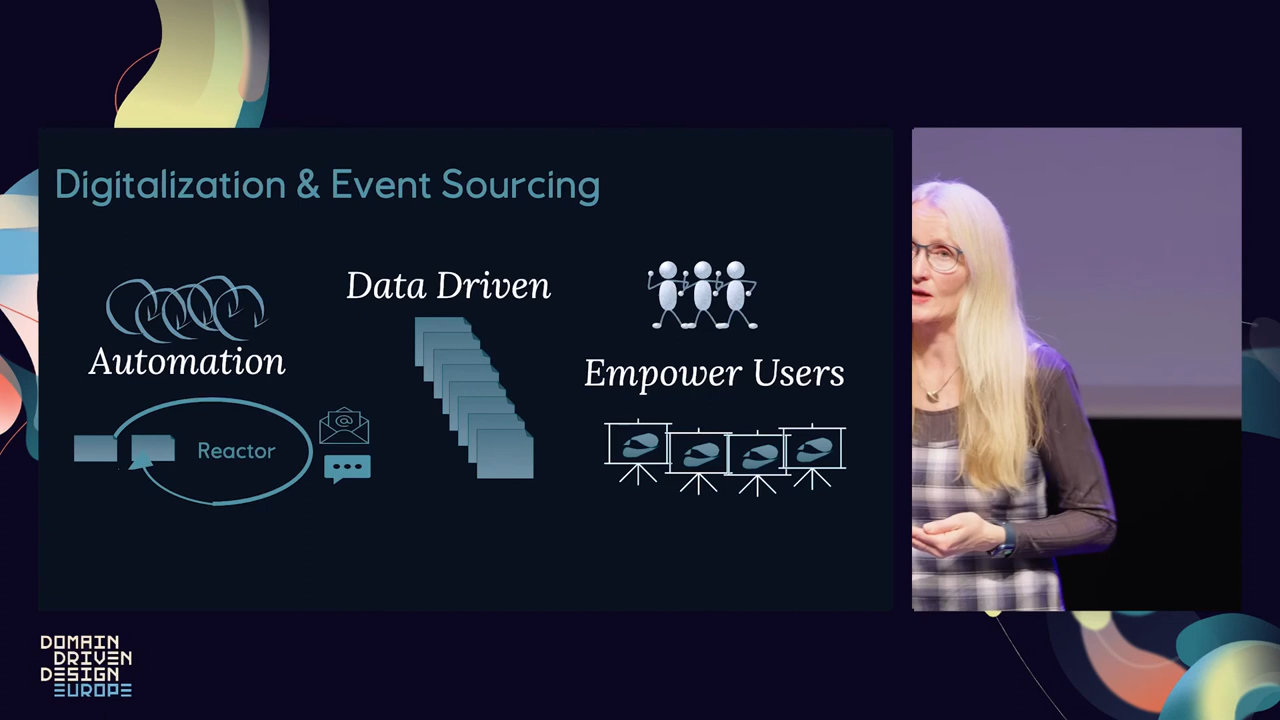 Digitalization & Event Sourcing
Automation
Reactor
@
Data Driven
Empower Users
DOMAIN
DRIVEN
DESIGN
EUROPE